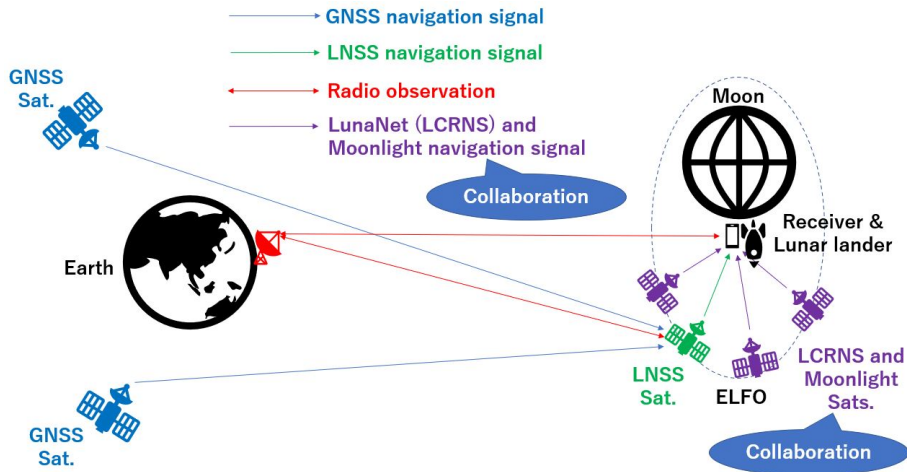 GNSS navigation signal
LNSS navigation signal
Radio observation
LunaNet (LCRNS) and
Moonlight navigation signal
Collaboration
GNSS
Sat.
Moon
Receiver &
Lunar lander
Earth
GNSS
Sat.
LNSS
Sat.
ELFO
LCRNS and
Moonlight
Sats.
Collaboration